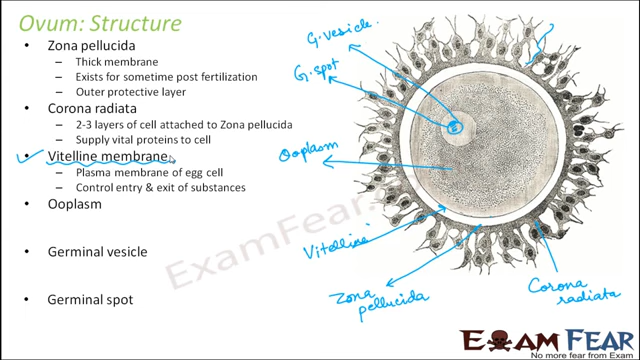 Ovum: Structure
• Zona pellucida
– Thick membrane
– Exists for sometime post fertilization
– Outer protective layer
• Corona radiata
– 2-3 layers of cell attached to Zona pellucida
– Supply vital proteins to cell
• Vitelline membrane
– Plasma membrane of egg cell
– Control entry & exit of substances
• Ooplasm
• Germinal vesicle
• Germinal spot
G. vesicle
G. spot
Ooplasm
Vitelline
Zona
pellucida
Corona
radiata
ExamFear.
EXAM FEAR
No more fear from Exam